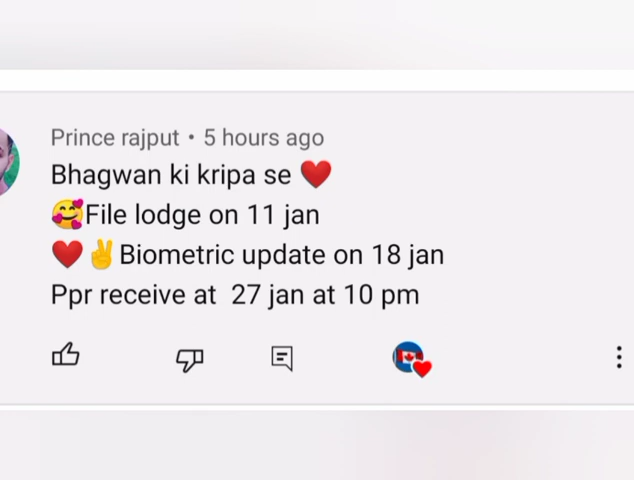 Prince rajput • 5 hours ago
Bhagwan ki kripa se ❤️
🥰File lodge on 11 jan
❤️✌️Biometric update on 18 jan
Ppr receive at  27 jan at 10 pm